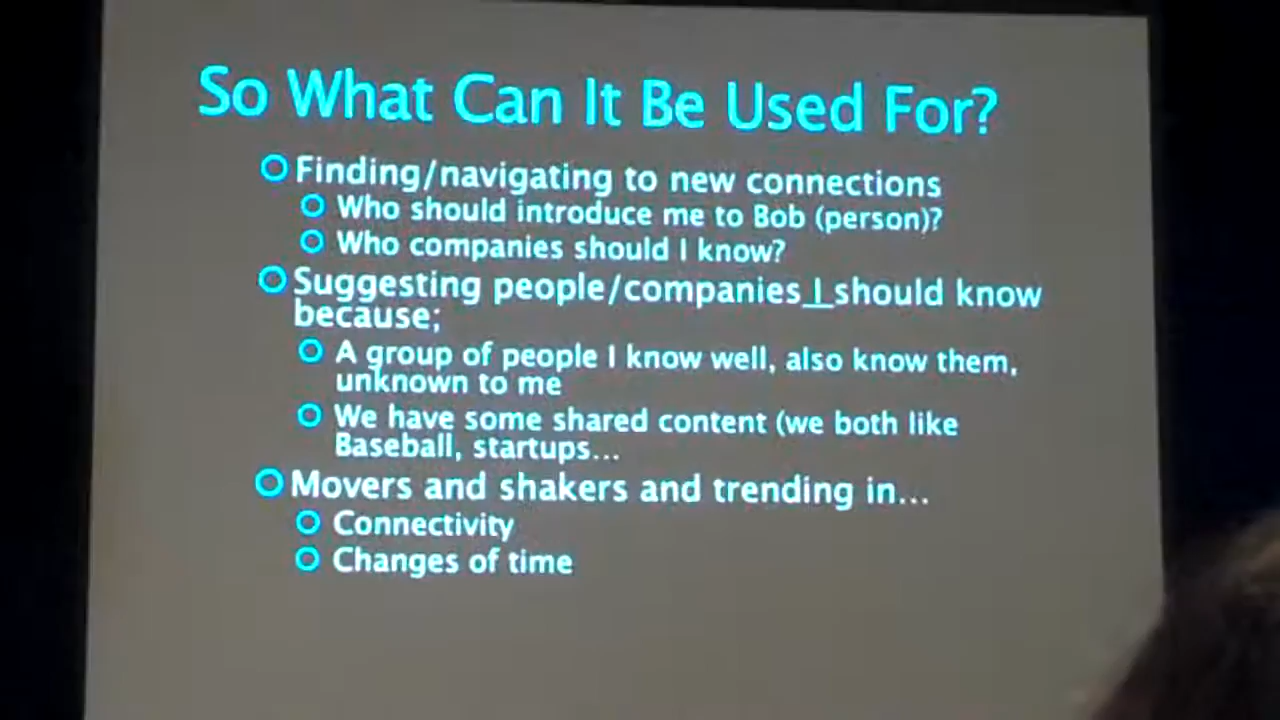 So What Can It Be Used For?
Finding/navigating to new connections
Who should introduce me to Bob (person)?
Who companies should I know?
Suggesting people/companies I should know
because;
A group of people I know well, also know them,
unknown to me
We have some shared content (we both like
Baseball, startups...
Movers and shakers and trending in...
Connectivity
Changes of time